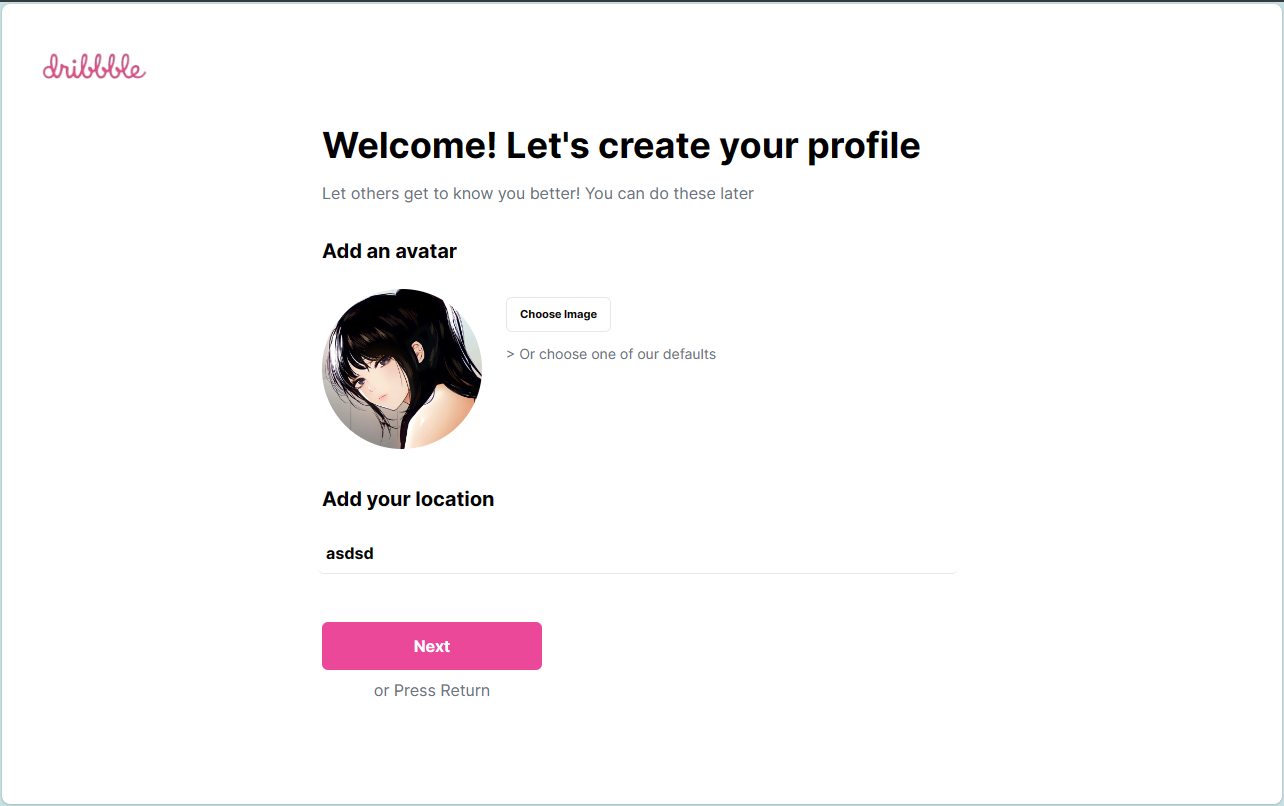 dribbble
Welcome! Let's create your profile
Let others get to know you better! You can do these later
Add an avatar
Choose Image
> Or choose one of our defaults
Add your location
asdsd
Next
or Press Return